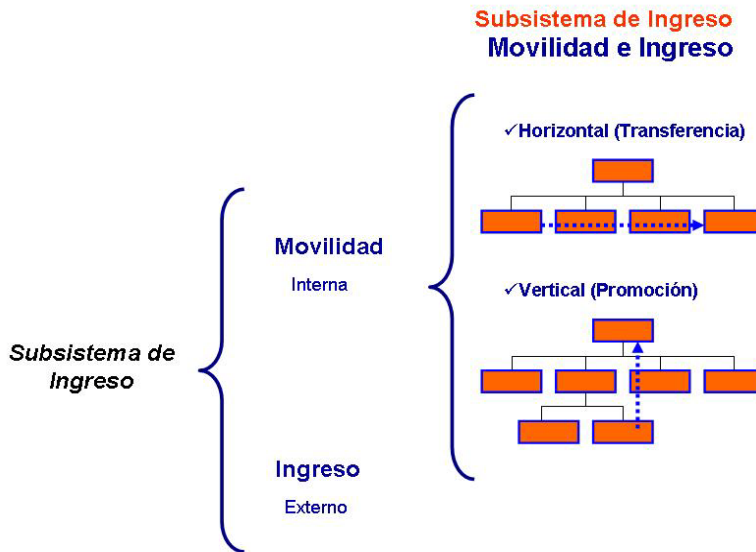 Subsistema de Ingreso
Movilidad e Ingreso
✓Horizontal (Transferencia)
Movilidad
Interna
✓Vertical (Promoción)
Subsistema de
Ingreso
Ingreso
Externo